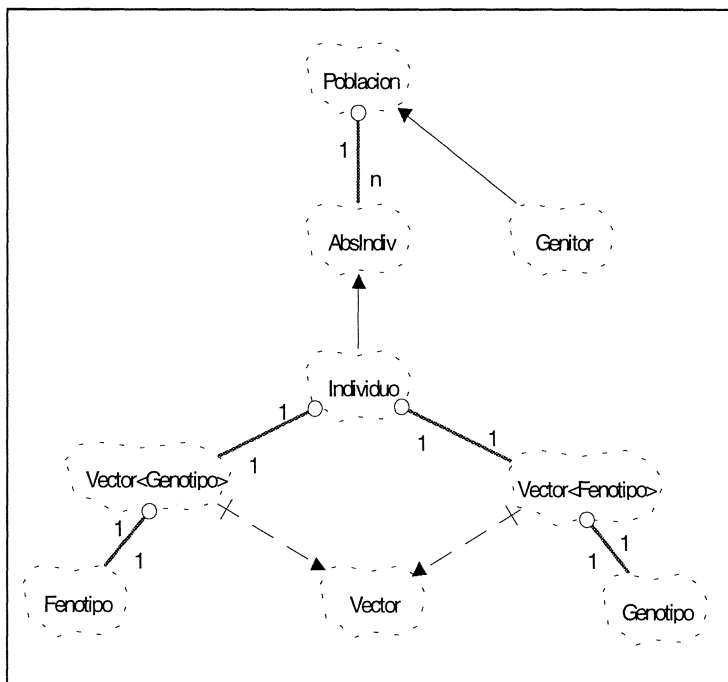 Poblacion
1
n
AbsIndiv
Genitor
Individuo
1
1
1
1
Vector<Genotipo>
Vector<Fenotipo>
1
1
1
1
Fenotipo
Vector
Genotipo